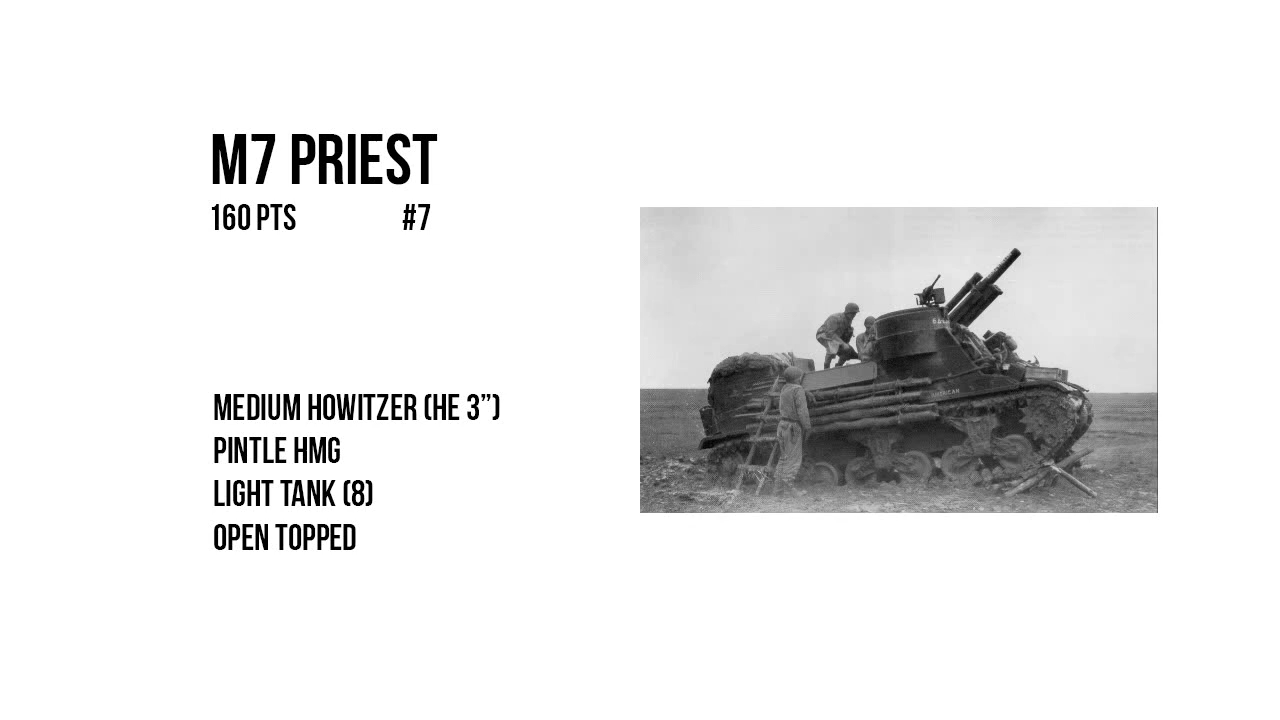 M7 PRIEST
160 PTS #7
MEDIUM HOWITZER (HE 3”)
PINTLE HMG
LIGHT TANK (8)
OPEN TOPPED